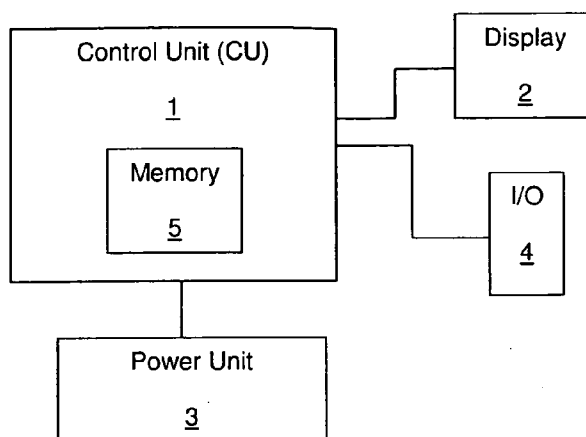 Control Unit (CU)
1
Memory
5
Display
2
I/O
4
Power Unit
3